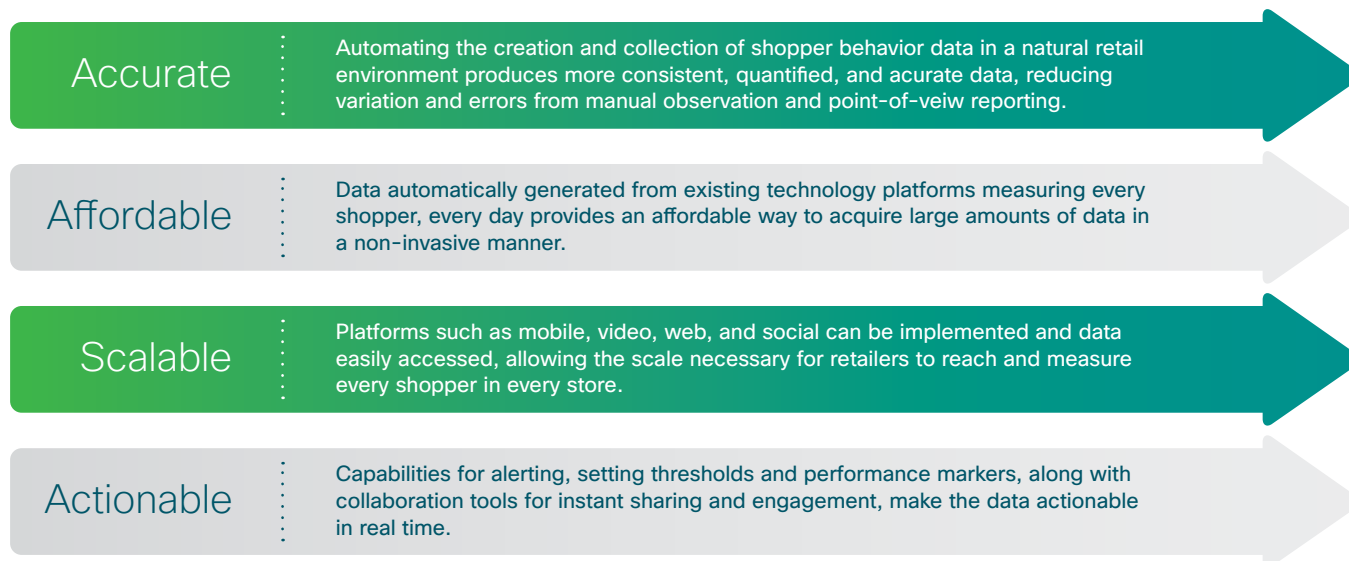 Accurate
Automating the creation and collection of shopper behavior data in a natural retail
environment produces more consistent, quantified, and acurate data, reducing
variation and errors from manual observation and point-of-veiw reporting.
Affordable
Data automatically generated from existing technology platforms measuring every
shopper, every day provides an affordable way to acquire large amounts of data in
a non-invasive manner.
Scalable
Platforms such as mobile, video, web, and social can be implemented and data
easily accessed, allowing the scale necessary for retailers to reach and measure
every shopper in every store.
Actionable
Capabilities for alerting, setting thresholds and performance markers, along with
collaboration tools for instant sharing and engagement, make the data actionable
in real time.